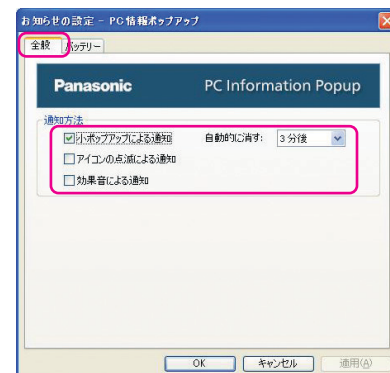 お知らせの設定 - PC情報ポップアップ
全般 バッテリー
Panasonic PC Information Popup
通知方法
小ポップアップによる通知 自動的に消す: 3分後
アイコンの点滅による通知
効果音による通知
OK キャンセル 適用(A)